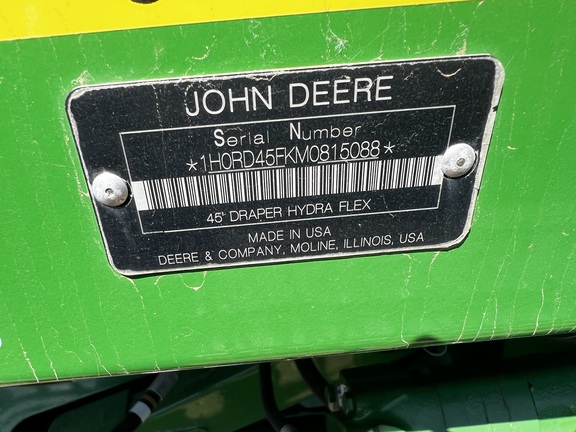 JOHN DEERE
Serial Number
*1H0RD45FKM0815088*
45' DRAPER HYDRA FLEX
MADE IN USA
DEERE & COMPANY, MOLINE, ILLINOIS, USA